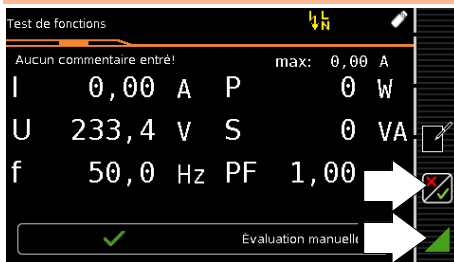 Test de fonctions
L N
Aucun commentaire entré!
max: 0,00 A
I 0,00 A P 0 W
U 233,4 V S 0 VA
f 50,0 Hz PF 1,00
Évaluation manuelle